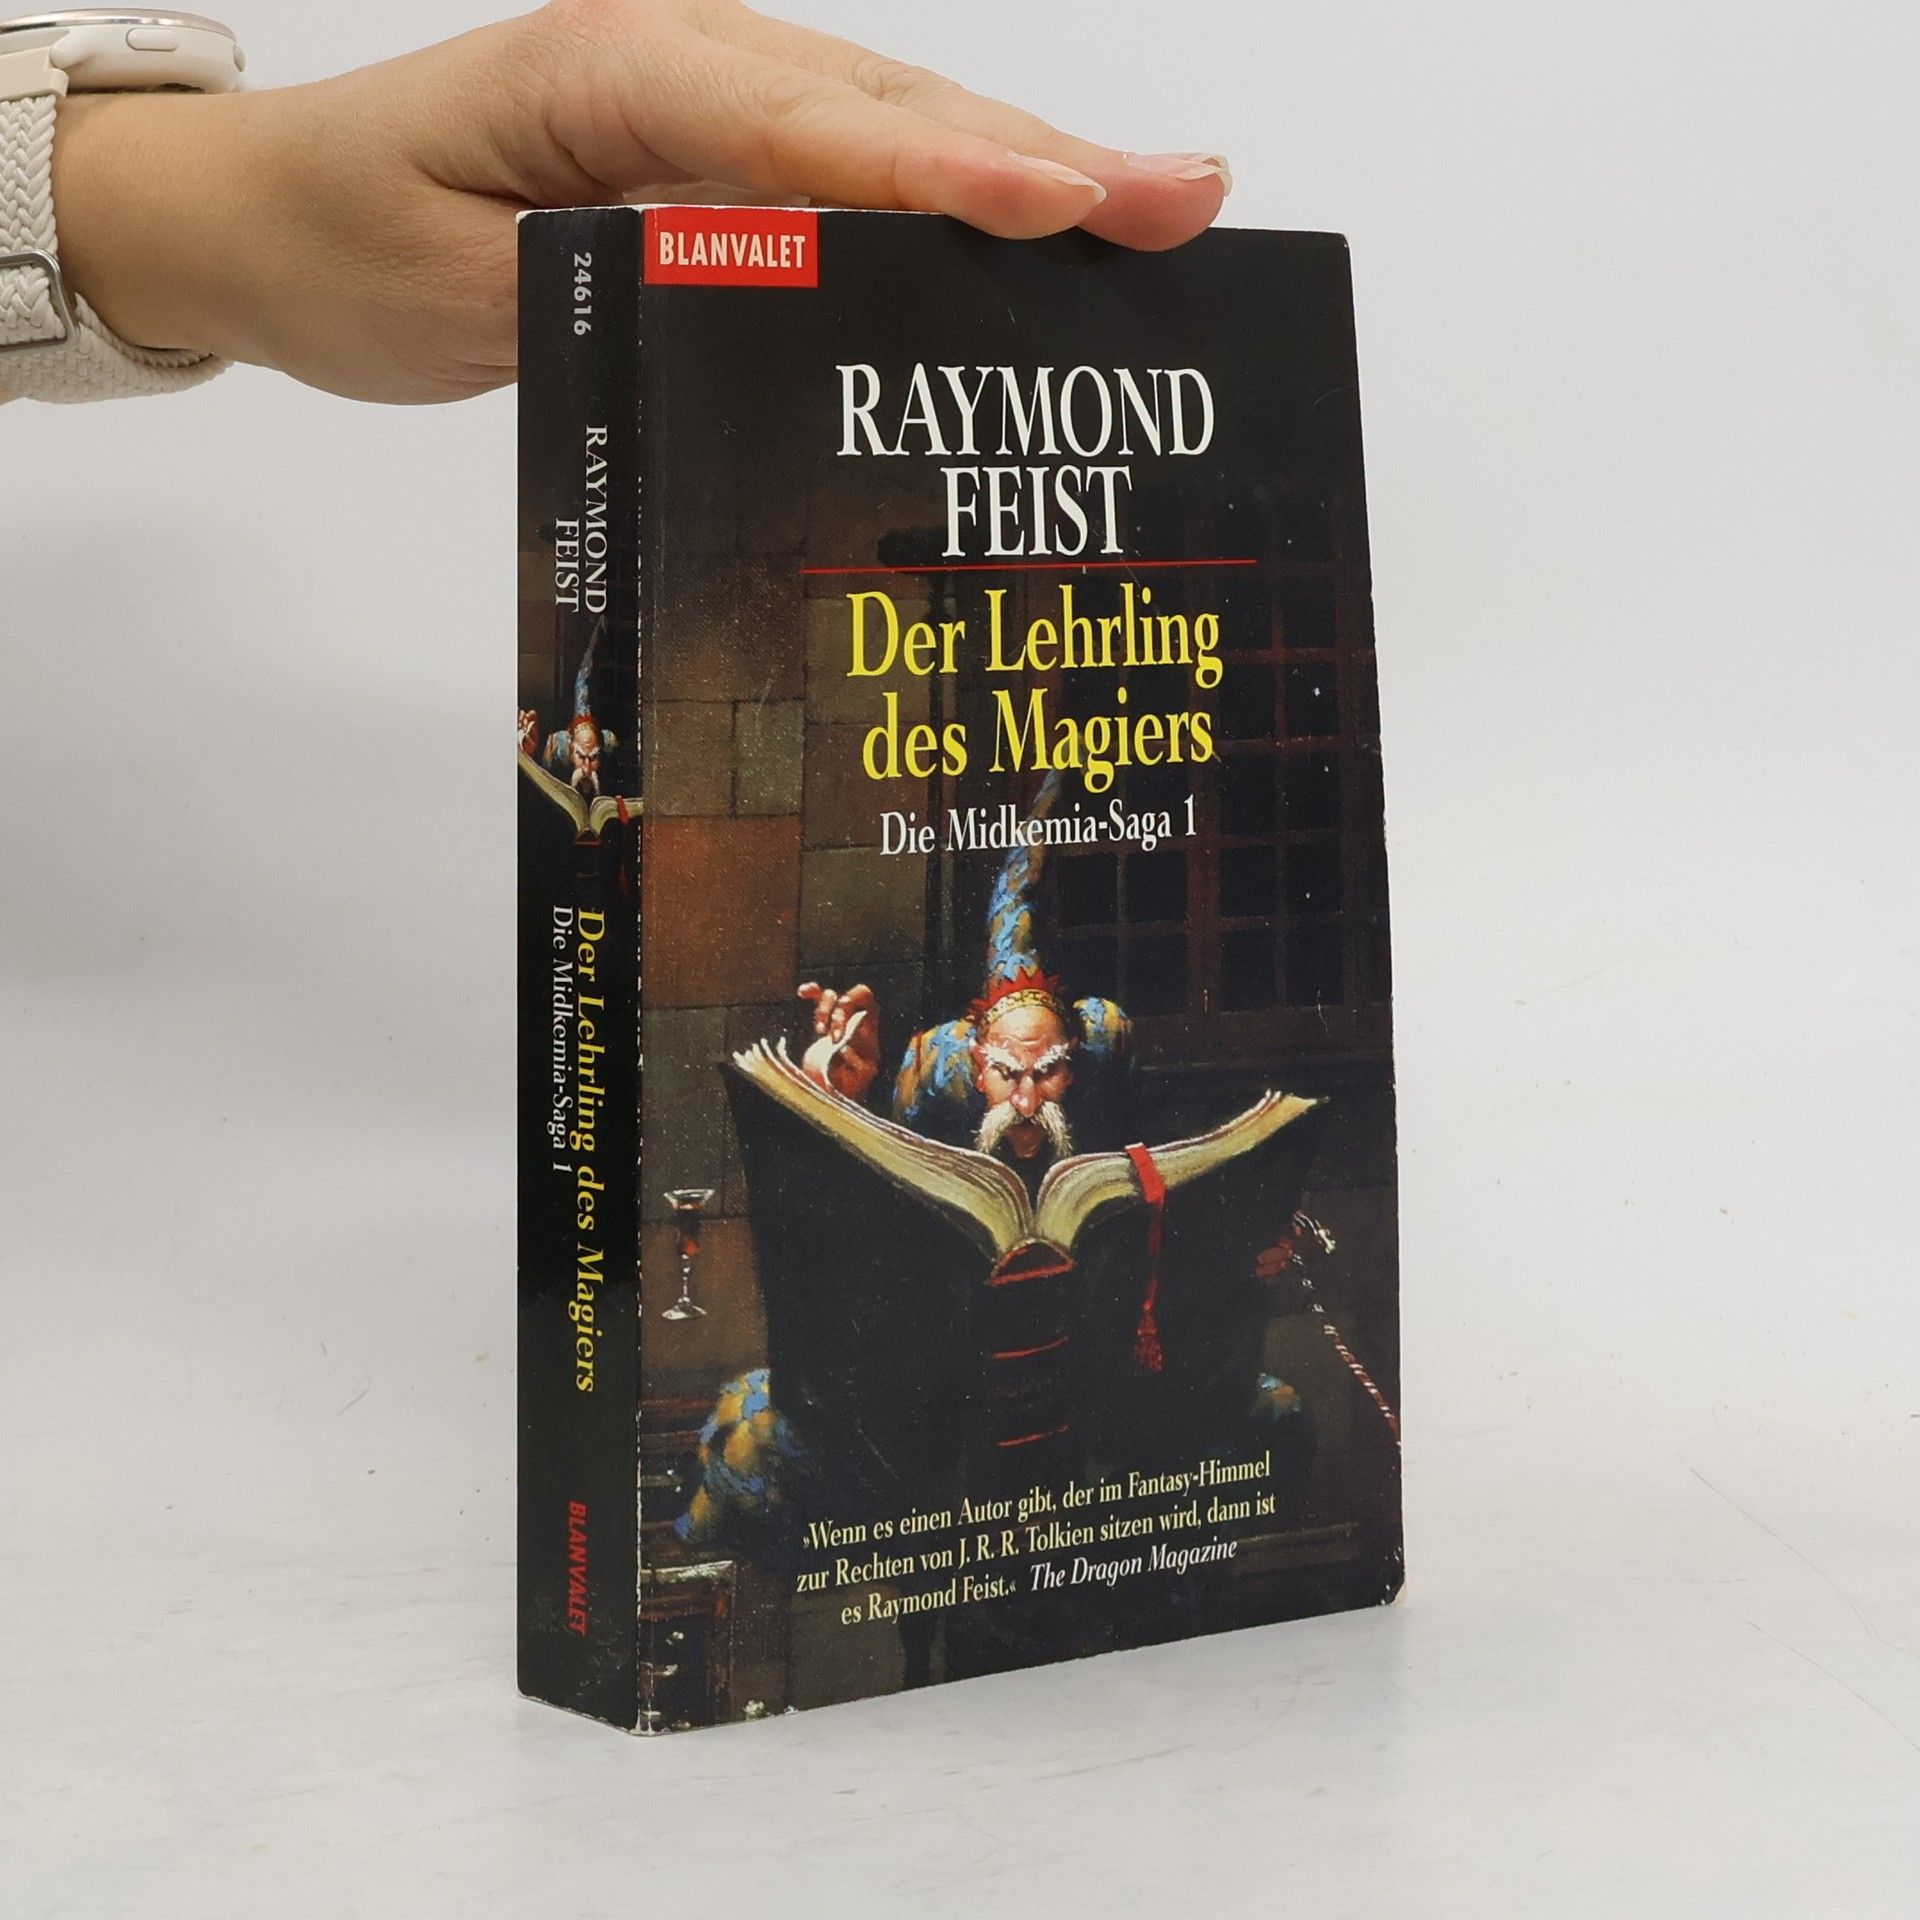 BLANVALET
RAYMOND
FEIST
Der Lehrling
des Magiers
Die Midkemia-Saga 1
»Wenn es einen Autor gibt, der im Fantasy-Himmel
zur Rechten von J. R. R. Tolkien sitzen wird, dann ist
es Raymond Feist.« The Dragon Magazine
24616
RAYMOND
FEIST
Der Lehrling des Magiers
Die Midkemia-Saga 1
BLANVALET